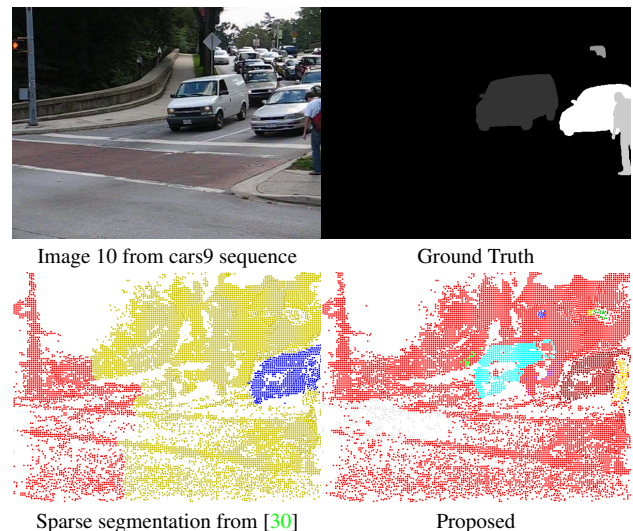 Image 10 from cars9 sequence
Ground Truth
Sparse segmentation from [30]
Proposed